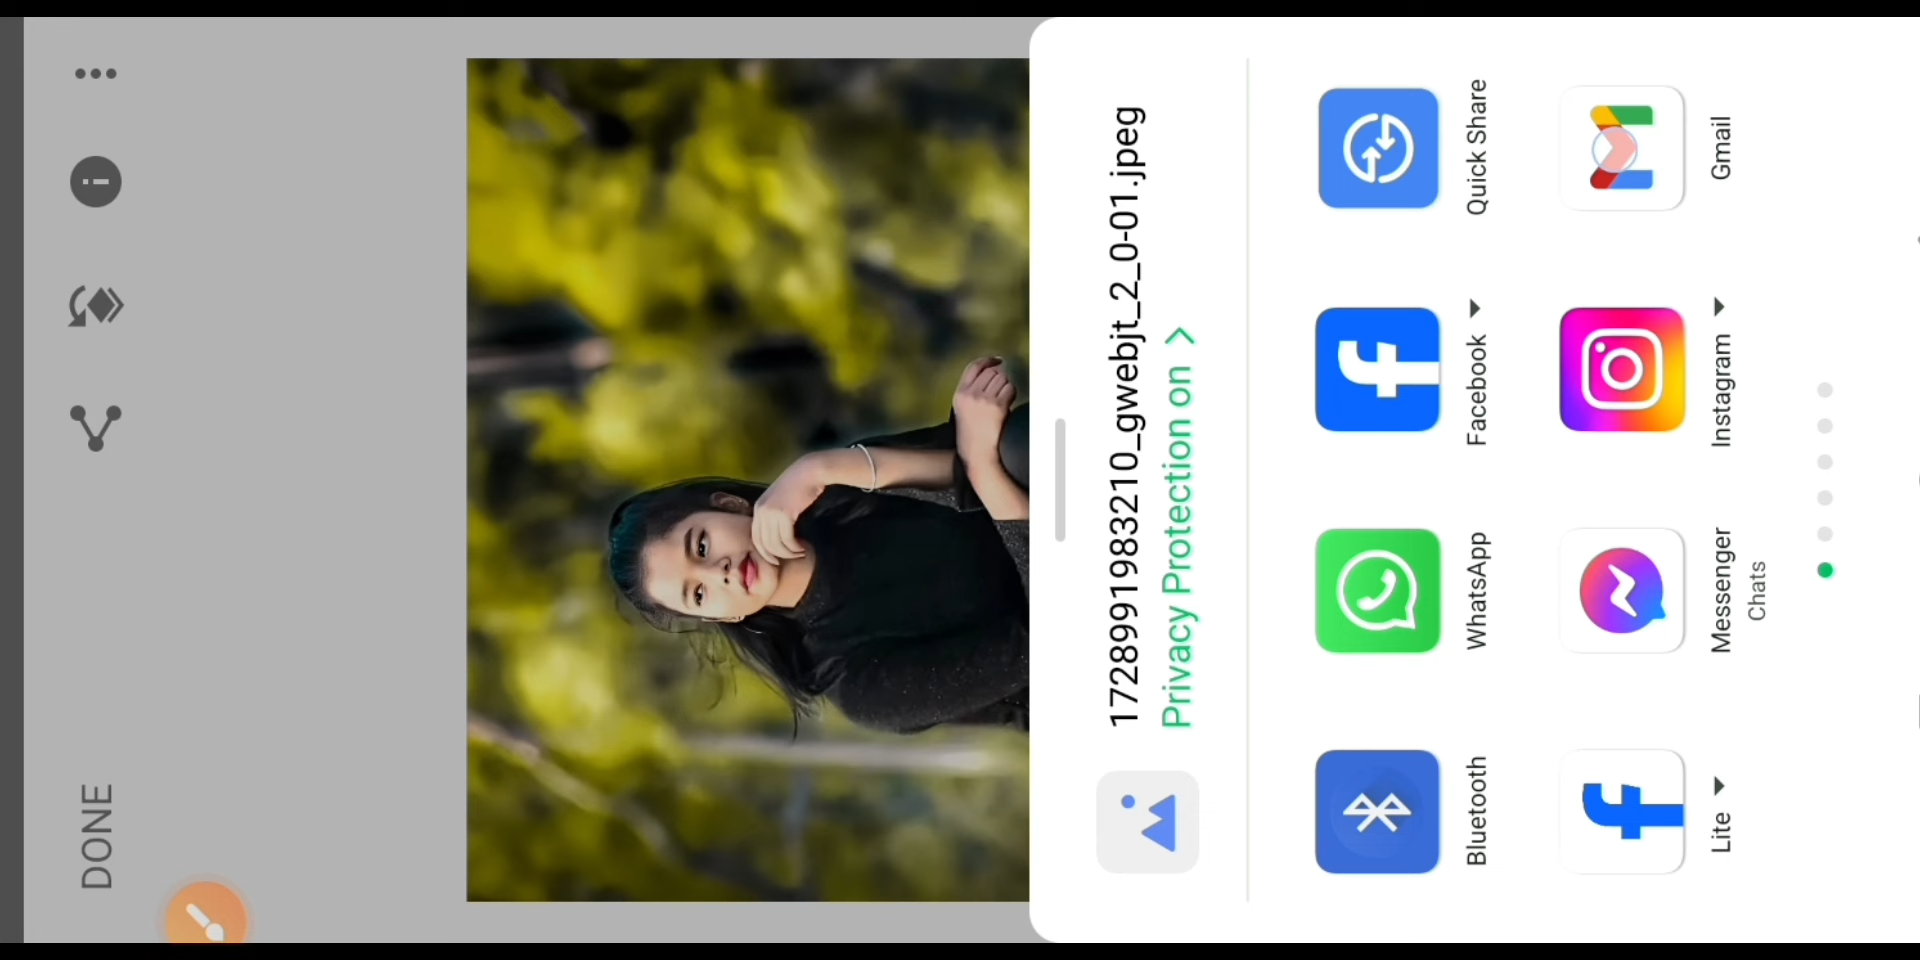 DONE
1728991983210_gwebjt_2_0-01.jpeg
Privacy Protection on
Bluetooth
WhatsApp
Facebook
Quick Share
Lite
Messenger
Chats
Instagram
Gmail